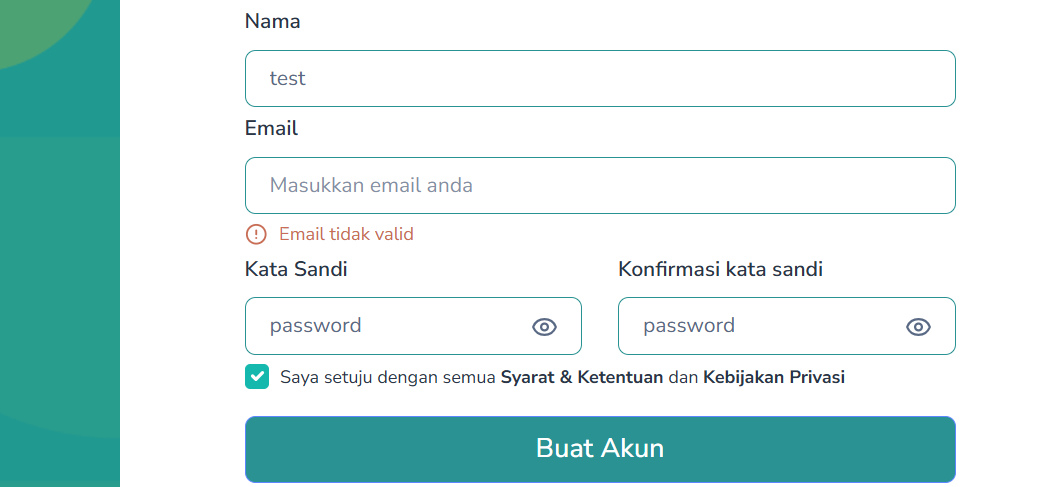 Nama
test
Email
Masukkan email anda
Email tidak valid
Kata Sandi
Konfirmasi kata sandi
password
password
Saya setuju dengan semua Syarat & Ketentuan dan Kebijakan Privasi
Buat Akun